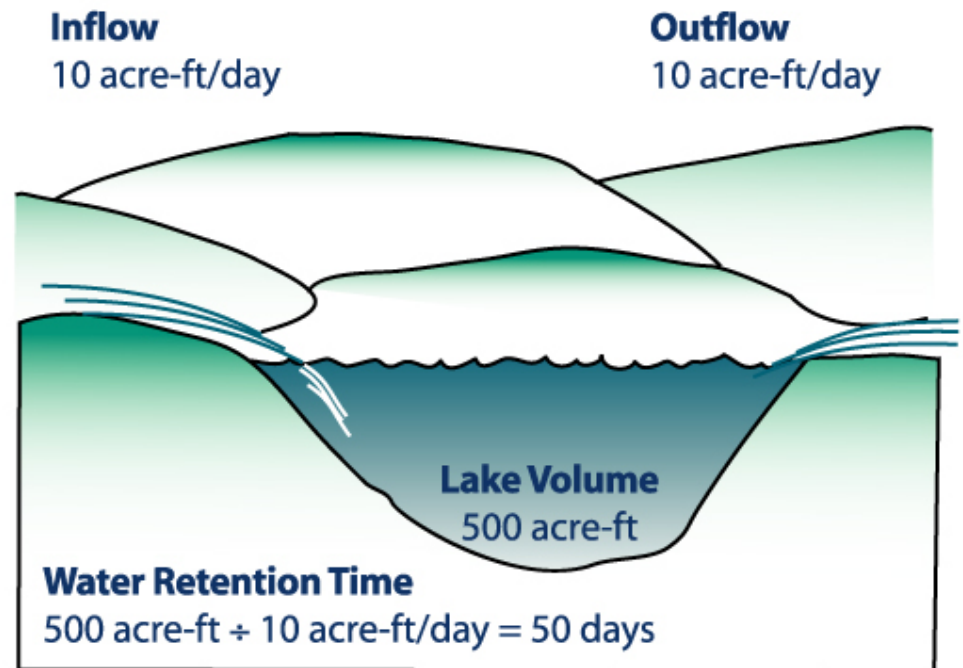 Inflow
10 acre-ft/day
Outflow
10 acre-ft/day
Lake Volume
500 acre-ft
Water Retention Time
500 acre-ft ÷ 10 acre-ft/day = 50 days